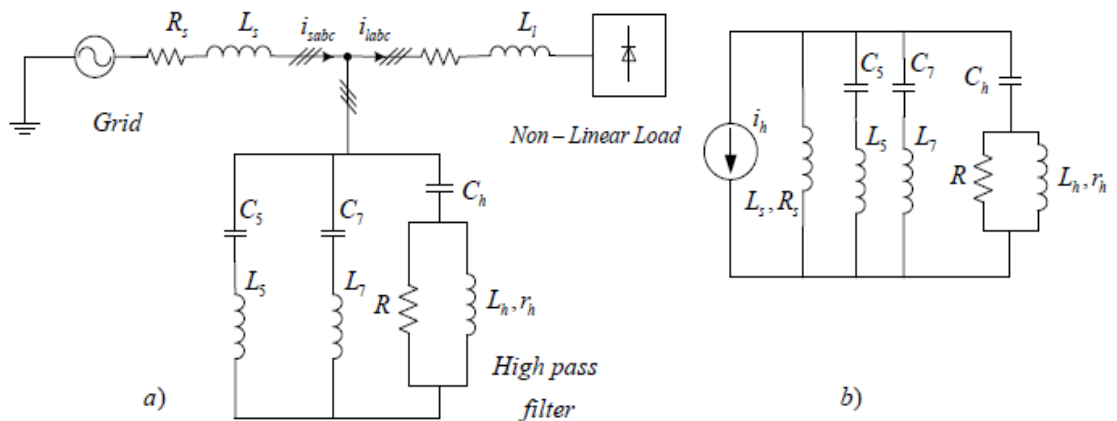 R_s L_s i_sabc i_labc L_l
Grid
Non – Linear Load
C_5 C_7 C_h
L_5 L_7 R L_h, r_h
High pass
filter
a)
C_5 C_7 C_h
i_h
L_s, R_s L_5 L_7 R L_h, r_h
b)